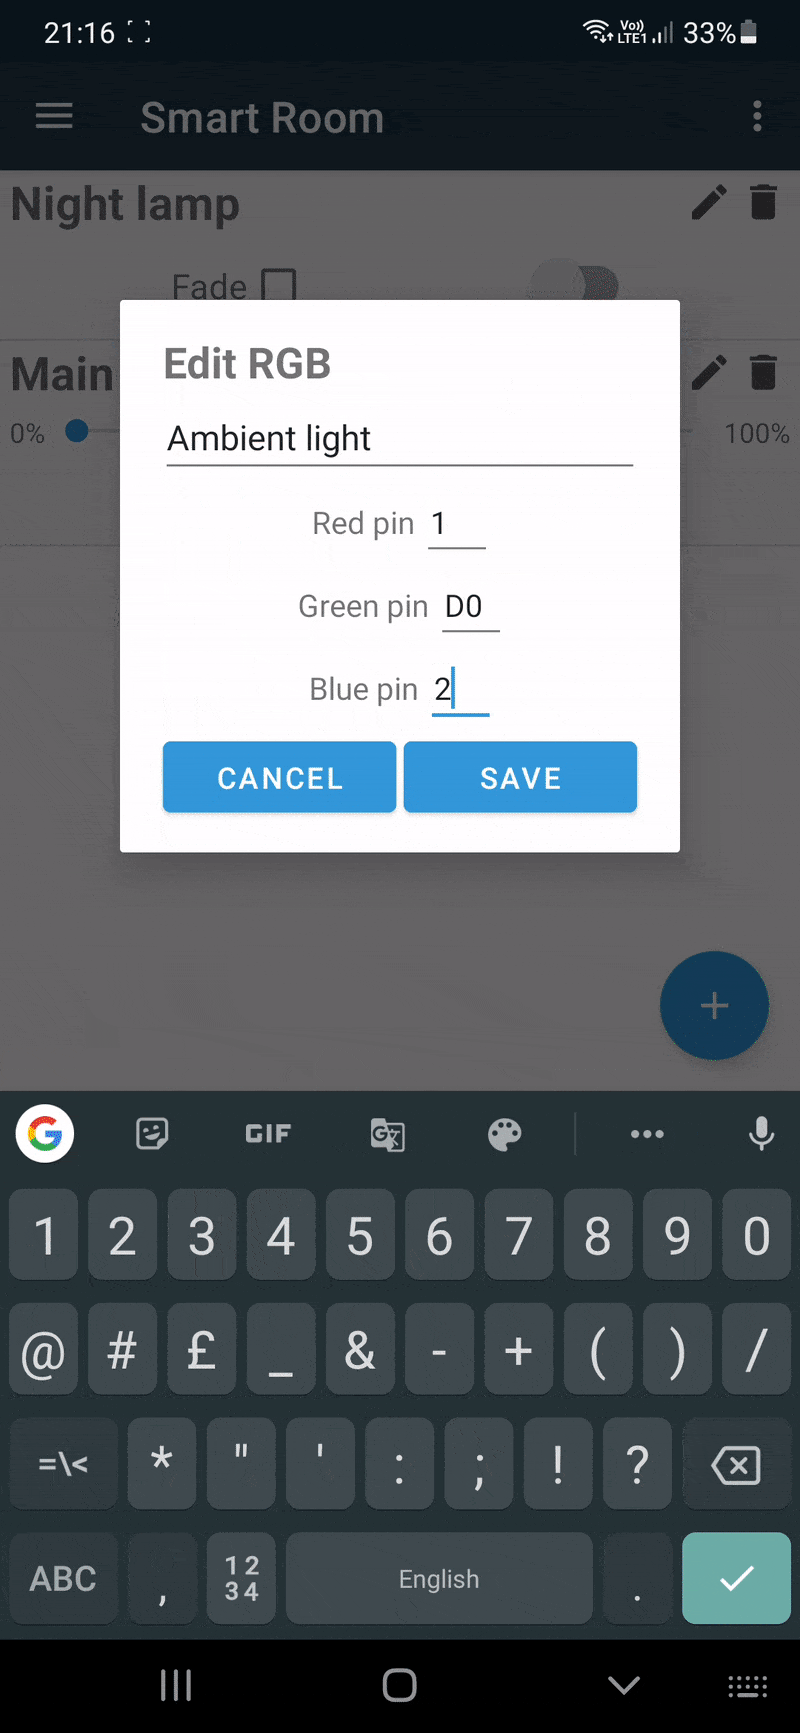 21:16 Vo)) LTE1 33%
Smart Room
Night lamp
Fade
Main
0% 100%
Edit RGB
Ambient light
Red pin 1
Green pin D0
Blue pin 2
CANCEL SAVE
+
G GIF G
1 2 3 4 5 6 7 8 9 0
@ # £ _ & - + ( ) /
=\< * " ' : ; ! ?
ABC , 12 34 English .